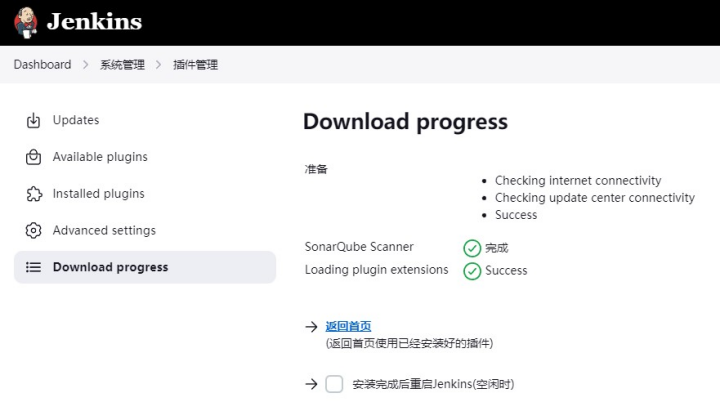 Jenkins
Dashboard > 系统管理 > 插件管理
Updates
Available plugins
Installed plugins
Advanced settings
Download progress
Download progress
准备
• Checking internet connectivity
• Checking update center connectivity
• Success
SonarQube Scanner 完成
Loading plugin extensions Success
→ 返回首页
(返回首页使用已经安装好的插件)
→ 安装完成后重启Jenkins(空闲时)